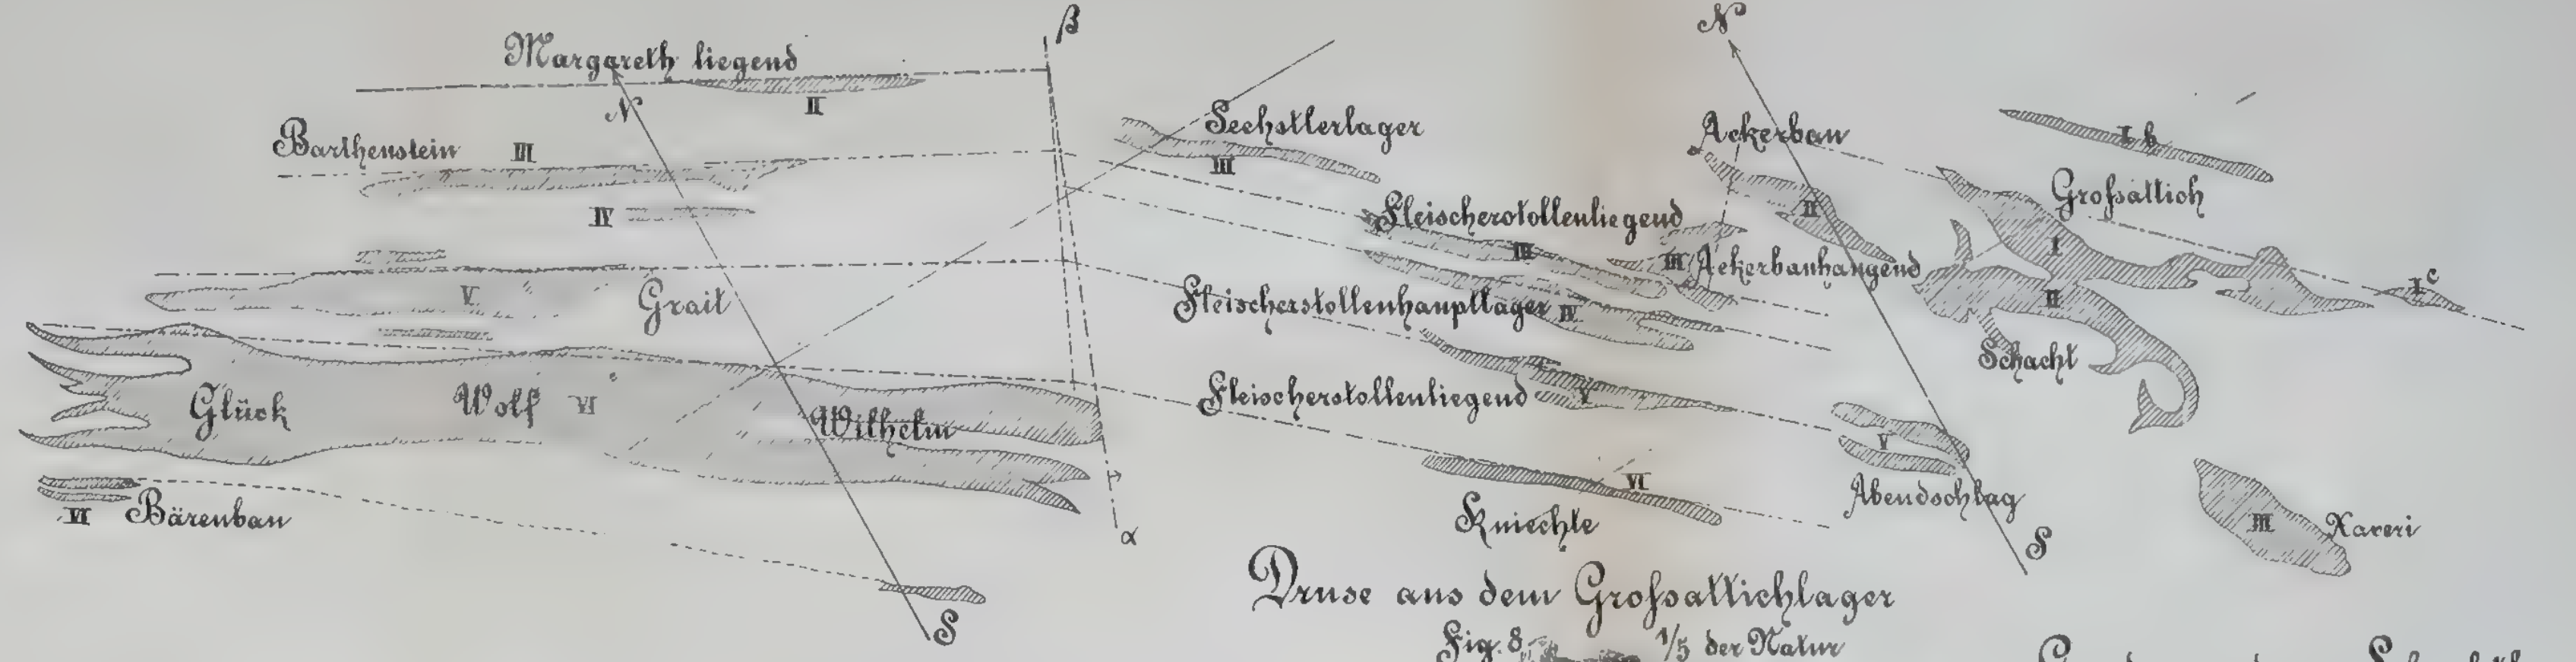 β
N
Margareth liegend
N
II
Sechstlerlager
Ackerbau
I b
Barthenstein III
III
Großattich
IV
Fleischerstollenliegend
II
III
III Ackerbauhangend
I
I c
V
Grait
Fleischerstollenhauptlager IV
II
Schacht
Glück
Wolf VI
Wilhelm
Fleischerstollenliegend V
V
VI
Abendschlag
VI Bärenbau
Kniechte
III Xaveri
α
S
Druse aus dem Großattichlager
S
Fig. 8
1/5 der Natur